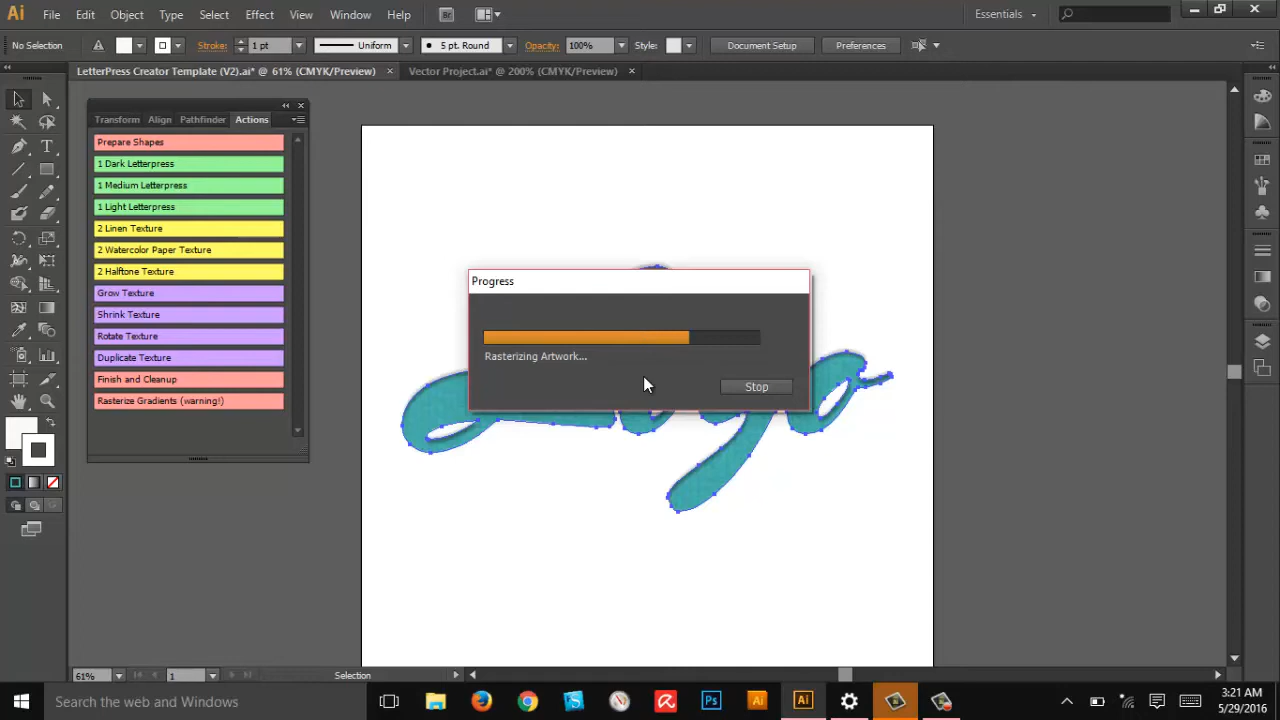 Ai File Edit Object Type Select Effect View Window Help Br Essentials
No Selection Stroke: 1 pt Uniform 5 pt. Round Opacity: 100% Style: Document Setup Preferences
LetterPress Creator Template (V2).ai* @ 61% (CMYK/Preview) Vector Project.ai* @ 200% (CMYK/Preview)
Transform Align Pathfinder Actions
Prepare Shapes
1 Dark Letterpress
1 Medium Letterpress
1 Light Letterpress
2 Linen Texture
2 Watercolor Paper Texture
2 Halftone Texture
Grow Texture
Shrink Texture
Rotate Texture
Duplicate Texture
Finish and Cleanup
Rasterize Gradients (warning!)
Progress
Rasterizing Artwork...
Stop
61% 1 Selection
Search the web and Windows Ps Ai Ai
3:21 AM
5/29/2016